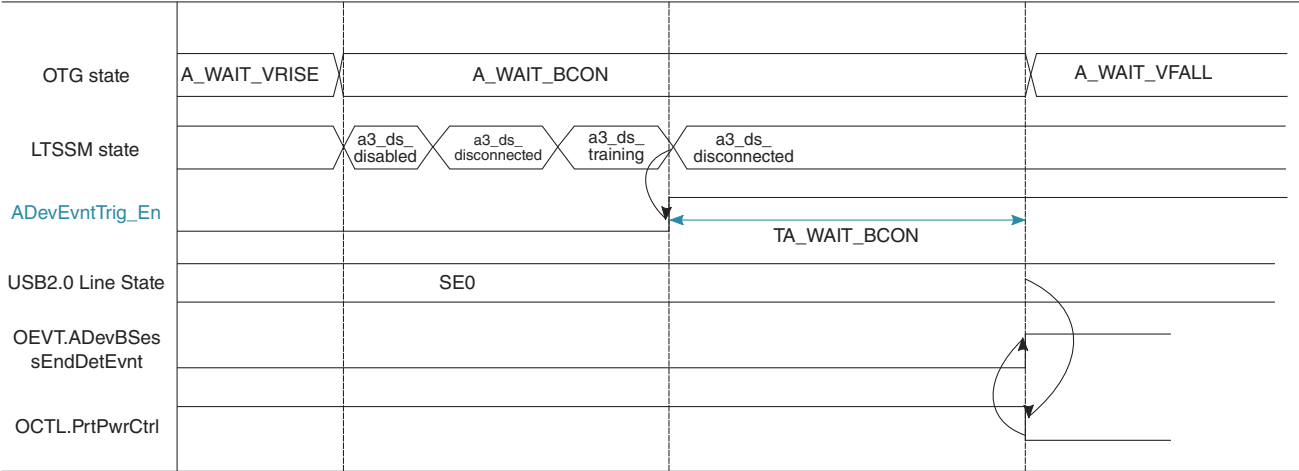 OTG state
A_WAIT_VRISE
A_WAIT_BCON
A_WAIT_VFALL
LTSSM state
a3_ds_
disabled
a3_ds_
disconnected
a3_ds_
training
a3_ds_
disconnected
ADevEvntTrig_En
TA_WAIT_BCON
USB2.0 Line State
SE0
OEVT.ADevBSes
sEndDetEvnt
OCTL.PrtPwrCtrl